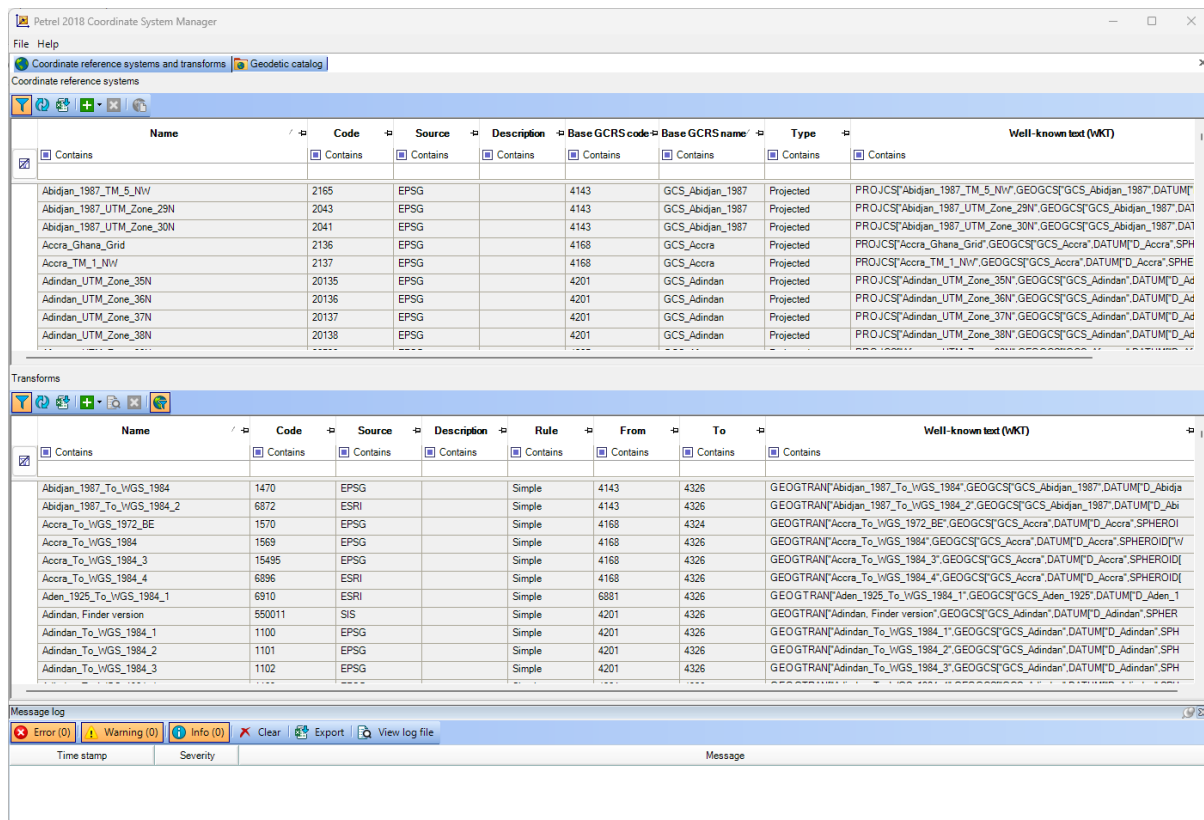 Petrel 2018 Coordinate System Manager
File Help
Coordinate reference systems and transforms Geodetic catalog
Coordinate reference systems
Name Code Source Description Base GCRS code Base GCRS name Type Well-known text (WKT)
Contains Contains Contains Contains Contains Contains Contains Contains
Abidjan_1987_TM_5_NW 2165 EPSG 4143 GCS_Abidjan_1987 Projected PROJCS["Abidjan_1987_TM_5_NW",GEOGCS["GCS_Abidjan_1987",DATUM["
Abidjan_1987_UTM_Zone_29N 2043 EPSG 4143 GCS_Abidjan_1987 Projected PROJCS["Abidjan_1987_UTM_Zone_29N",GEOGCS["GCS_Abidjan_1987",DAT
Abidjan_1987_UTM_Zone_30N 2041 EPSG 4143 GCS_Abidjan_1987 Projected PROJCS["Abidjan_1987_UTM_Zone_30N",GEOGCS["GCS_Abidjan_1987",DAT
Accra_Ghana_Grid 2136 EPSG 4168 GCS_Accra Projected PROJCS["Accra_Ghana_Grid",GEOGCS["GCS_Accra",DATUM["D_Accra",SPH
Accra_TM_1_NW 2137 EPSG 4168 GCS_Accra Projected PROJCS["Accra_TM_1_NW",GEOGCS["GCS_Accra",DATUM["D_Accra",SPHE
Adindan_UTM_Zone_35N 20135 EPSG 4201 GCS_Adindan Projected PROJCS["Adindan_UTM_Zone_35N",GEOGCS["GCS_Adindan",DATUM["D_Ad
Adindan_UTM_Zone_36N 20136 EPSG 4201 GCS_Adindan Projected PROJCS["Adindan_UTM_Zone_36N",GEOGCS["GCS_Adindan",DATUM["D_Ad
Adindan_UTM_Zone_37N 20137 EPSG 4201 GCS_Adindan Projected PROJCS["Adindan_UTM_Zone_37N",GEOGCS["GCS_Adindan",DATUM["D_Ad
Adindan_UTM_Zone_38N 20138 EPSG 4201 GCS_Adindan Projected PROJCS["Adindan_UTM_Zone_38N",GEOGCS["GCS_Adindan",DATUM["D_Ad
Transforms
Name Code Source Description Rule From To Well-known text (WKT)
Contains Contains Contains Contains Contains Contains Contains Contains
Abidjan_1987_To_WGS_1984 1470 EPSG Simple 4143 4326 GEOGTRAN["Abidjan_1987_To_WGS_1984",GEOGCS["GCS_Abidjan_1987",DATUM["D_Abidja
Abidjan_1987_To_WGS_1984_2 6872 ESRI Simple 4143 4326 GEOGTRAN["Abidjan_1987_To_WGS_1984_2",GEOGCS["GCS_Abidjan_1987",DATUM["D_Abi
Accra_To_WGS_1972_BE 1570 EPSG Simple 4168 4324 GEOGTRAN["Accra_To_WGS_1972_BE",GEOGCS["GCS_Accra",DATUM["D_Accra",SPHEROI
Accra_To_WGS_1984 1569 EPSG Simple 4168 4326 GEOGTRAN["Accra_To_WGS_1984",GEOGCS["GCS_Accra",DATUM["D_Accra",SPHEROID["W
Accra_To_WGS_1984_3 15495 EPSG Simple 4168 4326 GEOGTRAN["Accra_To_WGS_1984_3",GEOGCS["GCS_Accra",DATUM["D_Accra",SPHEROID[
Accra_To_WGS_1984_4 6896 ESRI Simple 4168 4326 GEOGTRAN["Accra_To_WGS_1984_4",GEOGCS["GCS_Accra",DATUM["D_Accra",SPHEROID[
Aden_1925_To_WGS_1984_1 6910 ESRI Simple 6881 4326 GEOGTRAN["Aden_1925_To_WGS_1984_1",GEOGCS["GCS_Aden_1925",DATUM["D_Aden_1
Adindan, Finder version 550011 SIS Simple 4201 4326 GEOGTRAN["Adindan, Finder version",GEOGCS["GCS_Adindan",DATUM["D_Adindan",SPHER
Adindan_To_WGS_1984_1 1100 EPSG Simple 4201 4326 GEOGTRAN["Adindan_To_WGS_1984_1",GEOGCS["GCS_Adindan",DATUM["D_Adindan",SPH
Adindan_To_WGS_1984_2 1101 EPSG Simple 4201 4326 GEOGTRAN["Adindan_To_WGS_1984_2",GEOGCS["GCS_Adindan",DATUM["D_Adindan",SPH
Adindan_To_WGS_1984_3 1102 EPSG Simple 4201 4326 GEOGTRAN["Adindan_To_WGS_1984_3",GEOGCS["GCS_Adindan",DATUM["D_Adindan",SPH
Message log
Error (0) Warning (0) Info (0) Clear Export View log file
Time stamp Severity Message